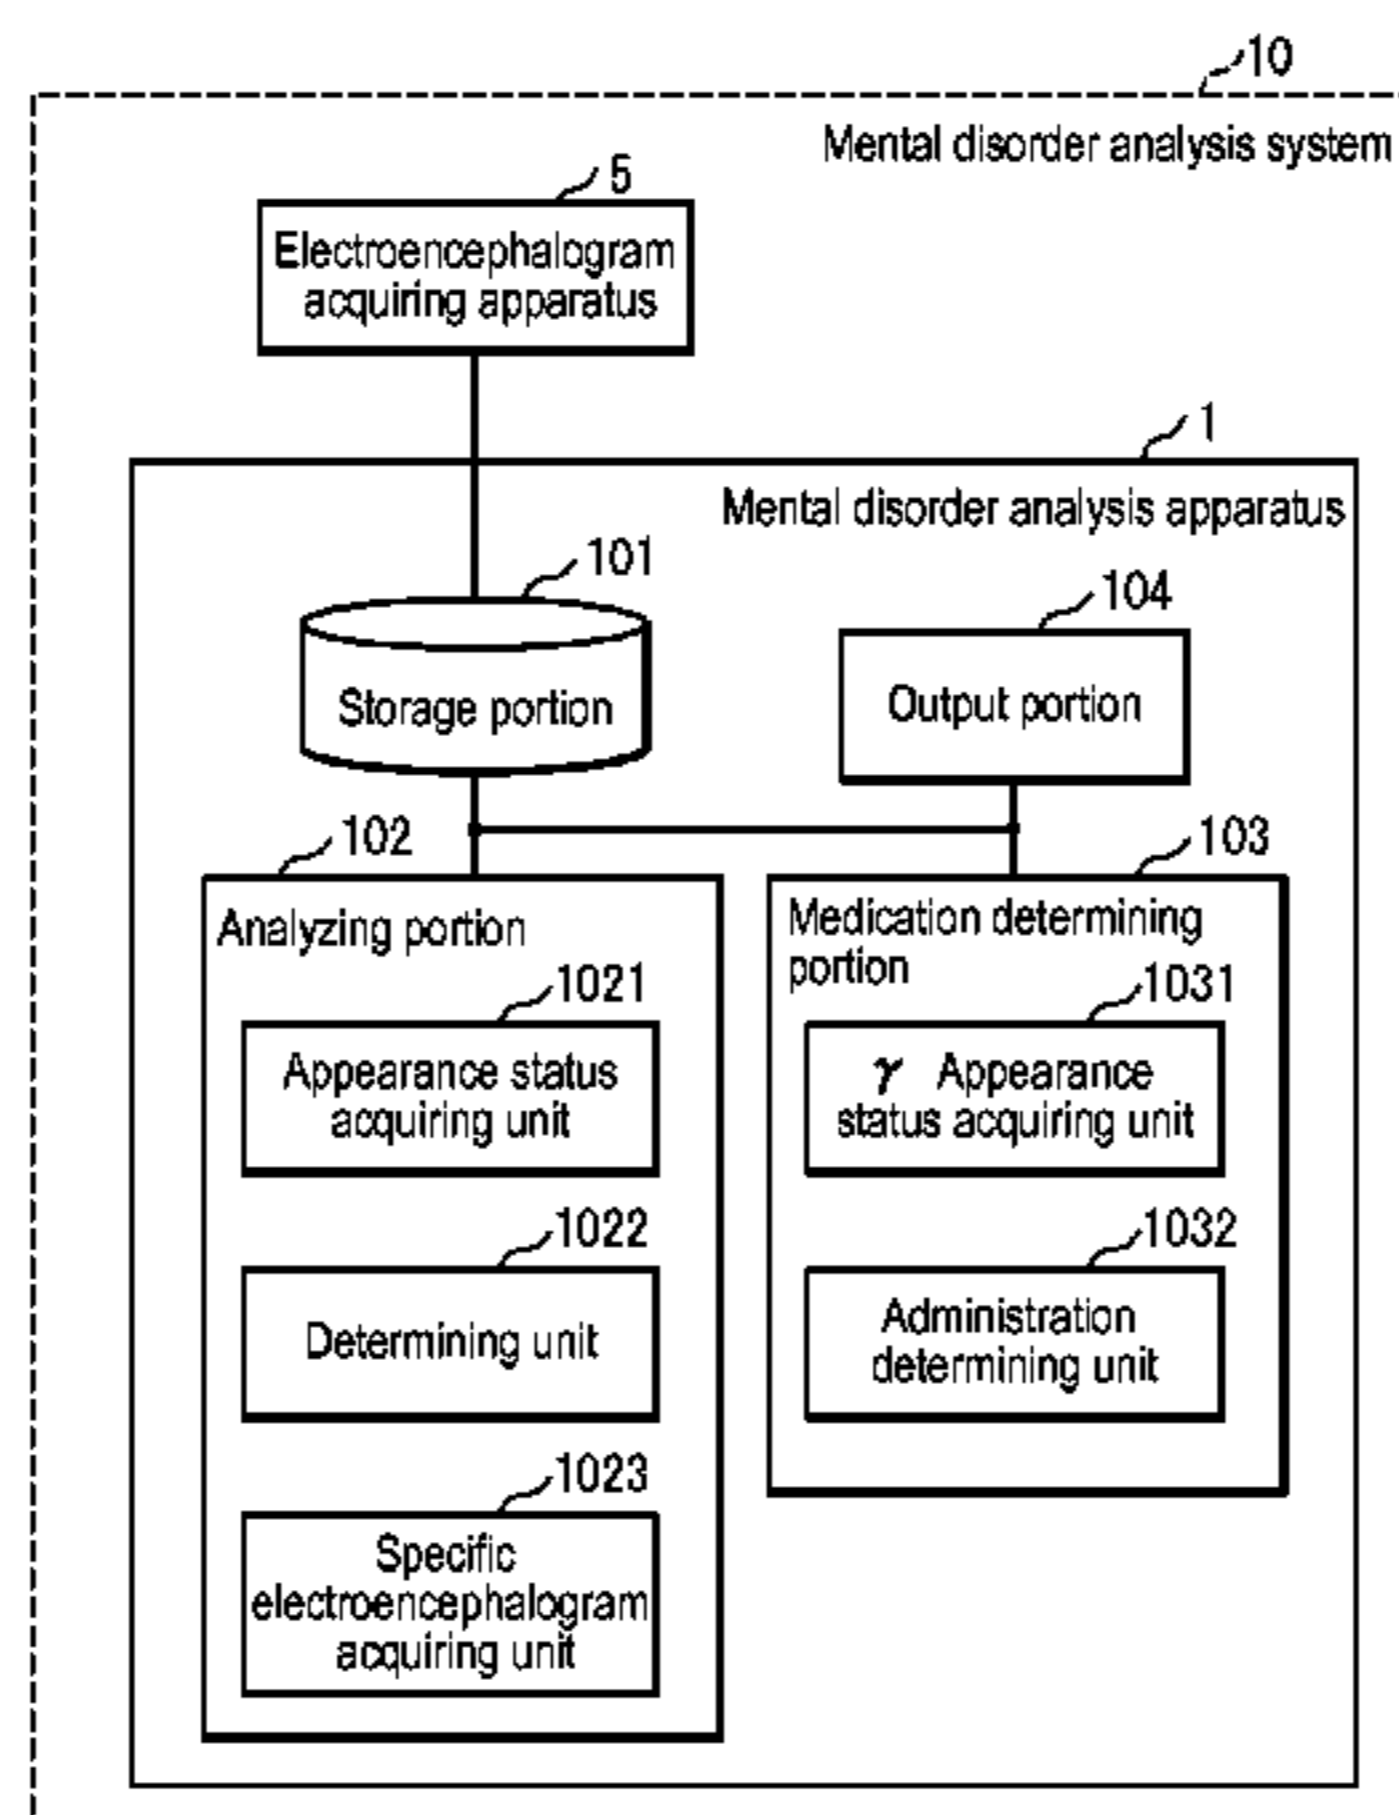 10
Mental disorder analysis system
5
Electroencephalogram
acquiring apparatus
1
Mental disorder analysis apparatus
101
Storage portion
104
Output portion
102
Analyzing portion
1021
Appearance status
acquiring unit
1022
Determining unit
1023
Specific
electroencephalogram
acquiring unit
103
Medication determining
portion
1031
γ Appearance
status acquiring unit
1032
Administration
determining unit